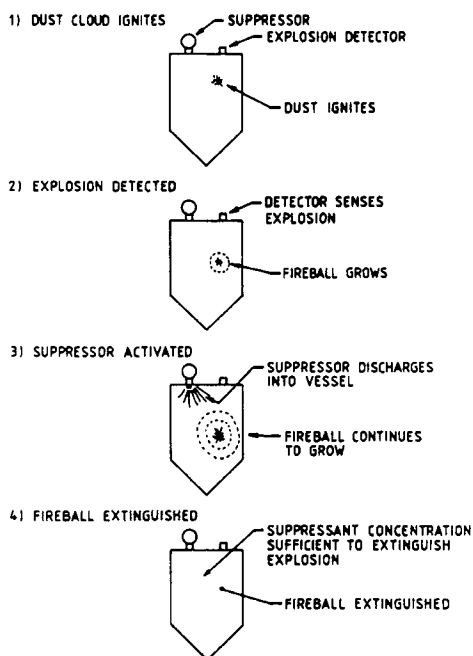 1) DUST CLOUD IGNITES
SUPPRESSOR
EXPLOSION DETECTOR
DUST IGNITES
2) EXPLOSION DETECTED
DETECTOR SENSES
EXPLOSION
FIREBALL GROWS
3) SUPPRESSOR ACTIVATED
SUPPRESSOR DISCHARGES
INTO VESSEL
FIREBALL CONTINUES
TO GROW
4) FIREBALL EXTINGUISHED
SUPPRESSANT CONCENTRATION
SUFFICIENT TO EXTINGUISH
EXPLOSION
FIREBALL EXTINGUISHED